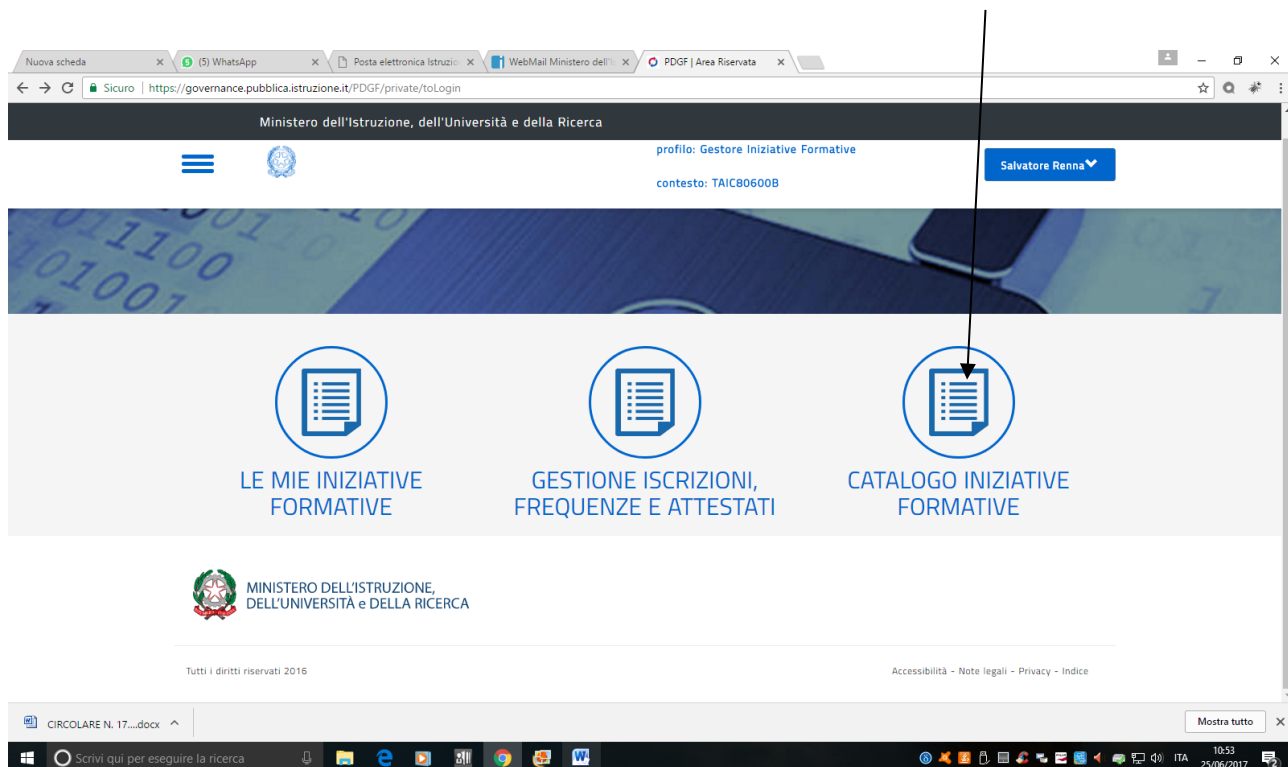 Nuova scheda
(5) WhatsApp
Posta elettronica Istruzio
WebMail Ministero dell'I
PDGF | Area Riservata
Sicuro | https://governance.pubblica.istruzione.it/PDGF/private/toLogin
Ministero dell'Istruzione, dell'Università e della Ricerca
profilo: Gestore Iniziative Formative
contesto: TAIC80600B
Salvatore Renna
LE MIE INIZIATIVE
FORMATIVE
GESTIONE ISCRIZIONI,
FREQUENZE E ATTESTATI
CATALOGO INIZIATIVE
FORMATIVE
MINISTERO DELL'ISTRUZIONE,
DELL'UNIVERSITÀ e DELLA RICERCA
Tutti i diritti riservati 2016
Accessibilità - Note legali - Privacy - Indice
CIRCOLARE N. 17....docx
Mostra tutto
Scrivi qui per eseguire la ricerca
ITA
10:53
25/06/2017